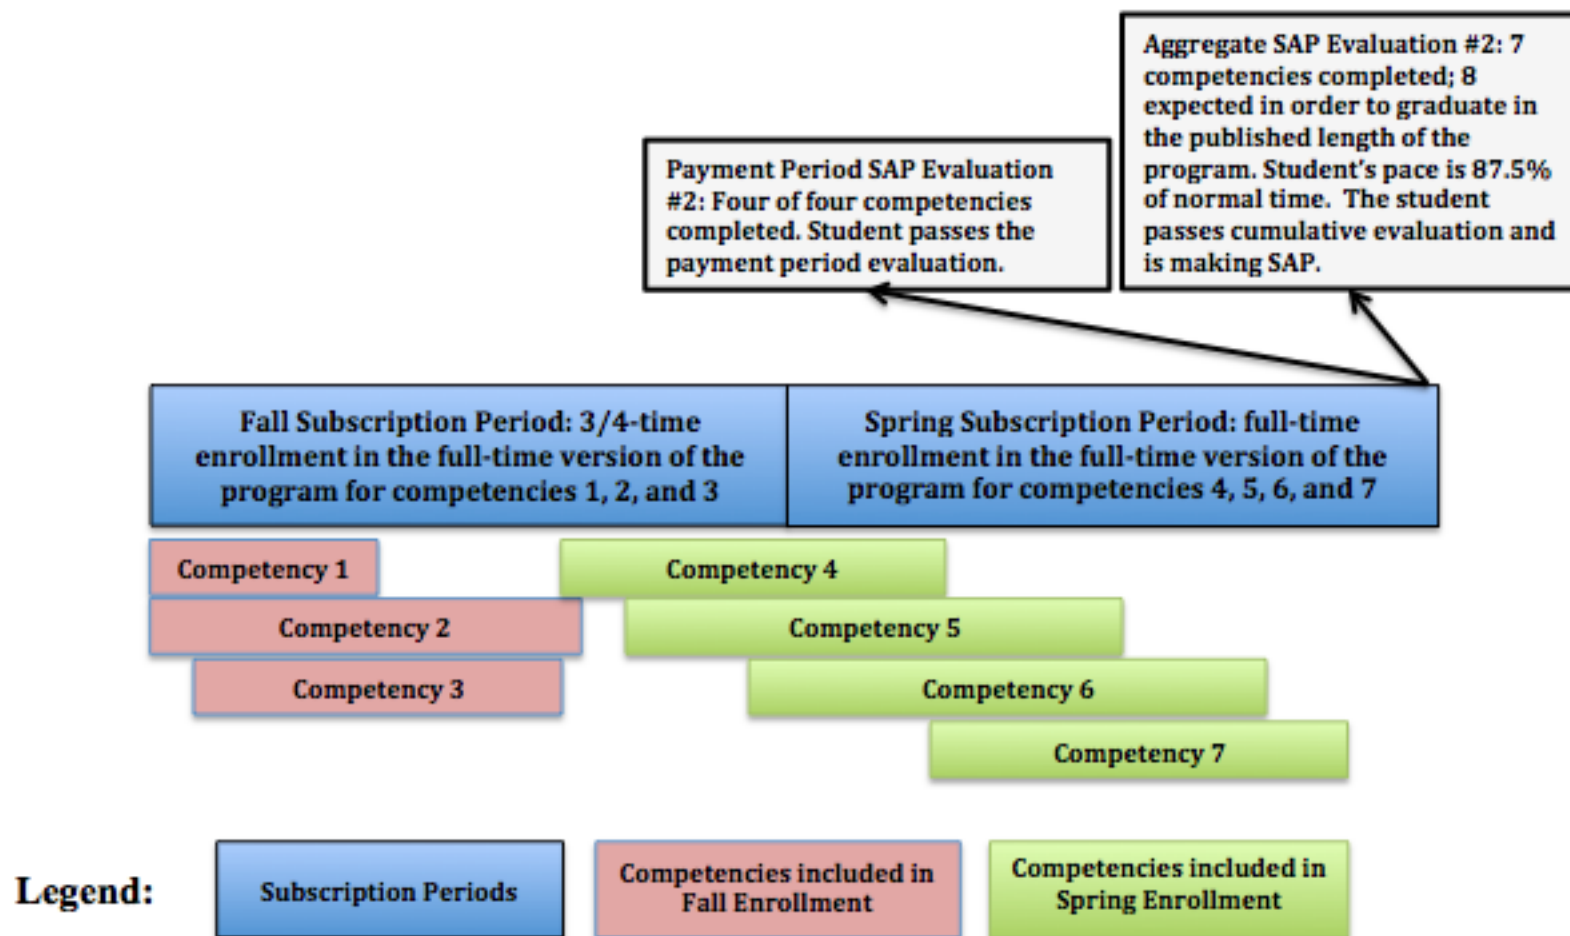 Aggregate SAP Evaluation #2: 7
competencies completed; 8
expected in order to graduate in
the published length of the
program. Student's pace is 87.5%
of normal time.  The student
passes cumulative evaluation and
is making SAP.
Payment Period SAP Evaluation
#2: Four of four competencies
completed. Student passes the
payment period evaluation.
Fall Subscription Period: 3/4-time
enrollment in the full-time version of the
program for competencies 1, 2, and 3
Spring Subscription Period: full-time
enrollment in the full-time version of the
program for competencies 4, 5, 6, and 7
Competency 1
Competency 4
Competency 2
Competency 5
Competency 3
Competency 6
Competency 7
Legend:
Subscription Periods
Competencies included in
Fall Enrollment
Competencies included in
Spring Enrollment